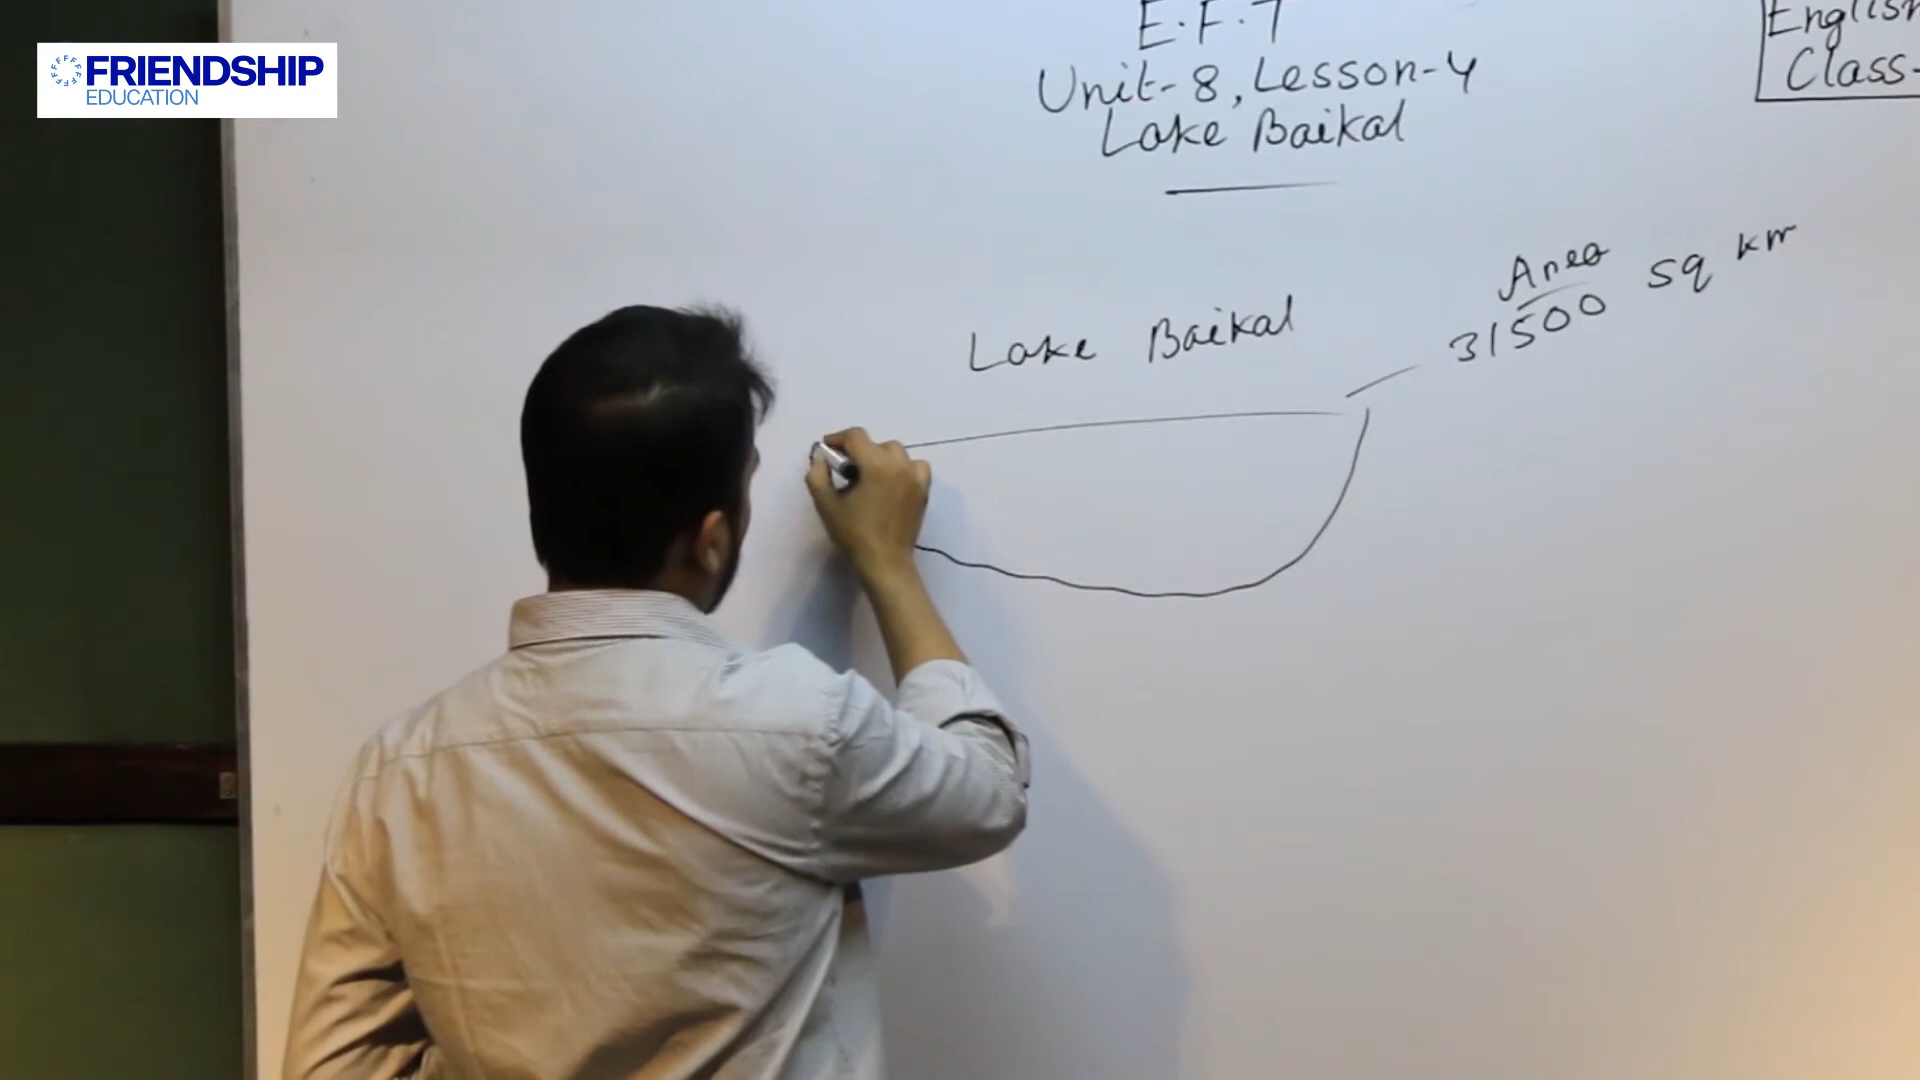 FRIENDSHIP
EDUCATION
E.F.T
Unit-8, Lesson-4
Lake Baikal
English
Class-
Area
31500 sq km
Lake Baikal